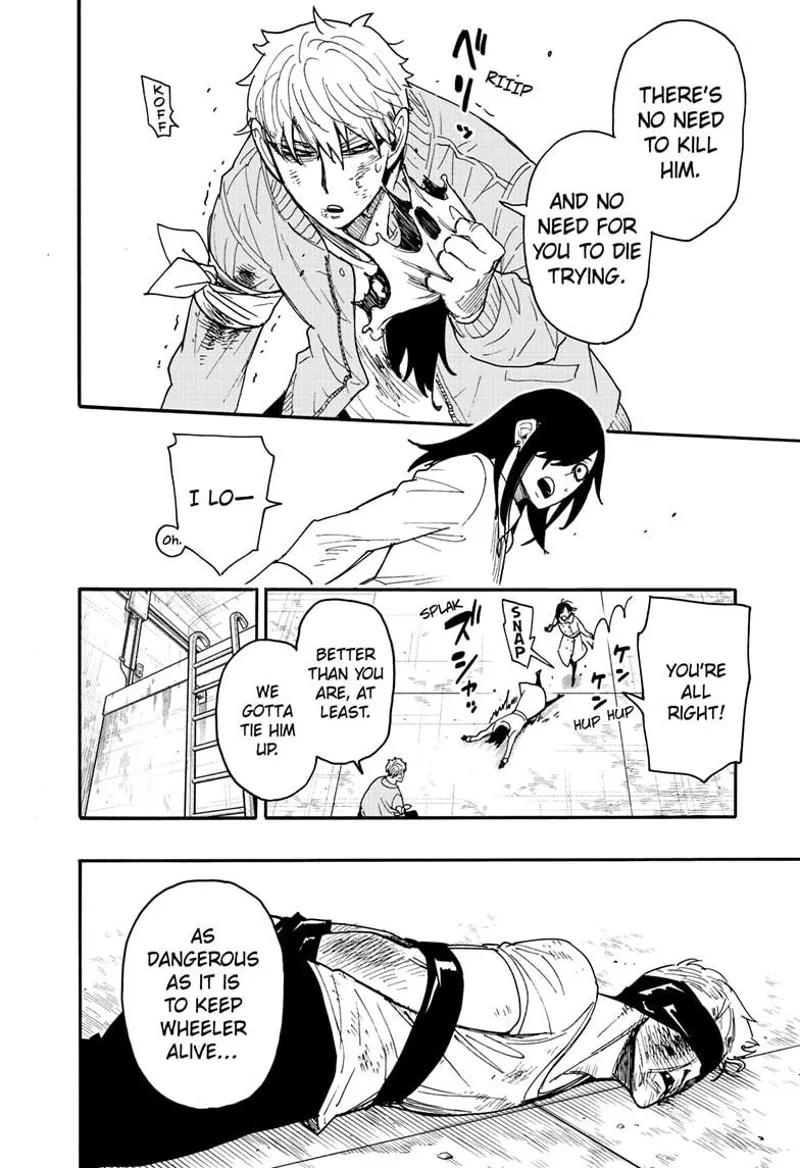 THERE'S
NO NEED
TO KILL
HIM.
AND NO
NEED FOR
YOU TO DIE
TRYING.
ベリッ
RIIIP
KOFF
I LO—
Oh.
YOU'RE
ALL
RIGHT!
ケンケン
HUP HUP
SNAP
ズシャッ
SPLAK
BETTER
THAN YOU
ARE, AT
LEAST.
WE
GOTTA
TIE HIM
UP.
AS
DANGEROUS
AS IT IS
TO KEEP
WHEELER
ALIVE...